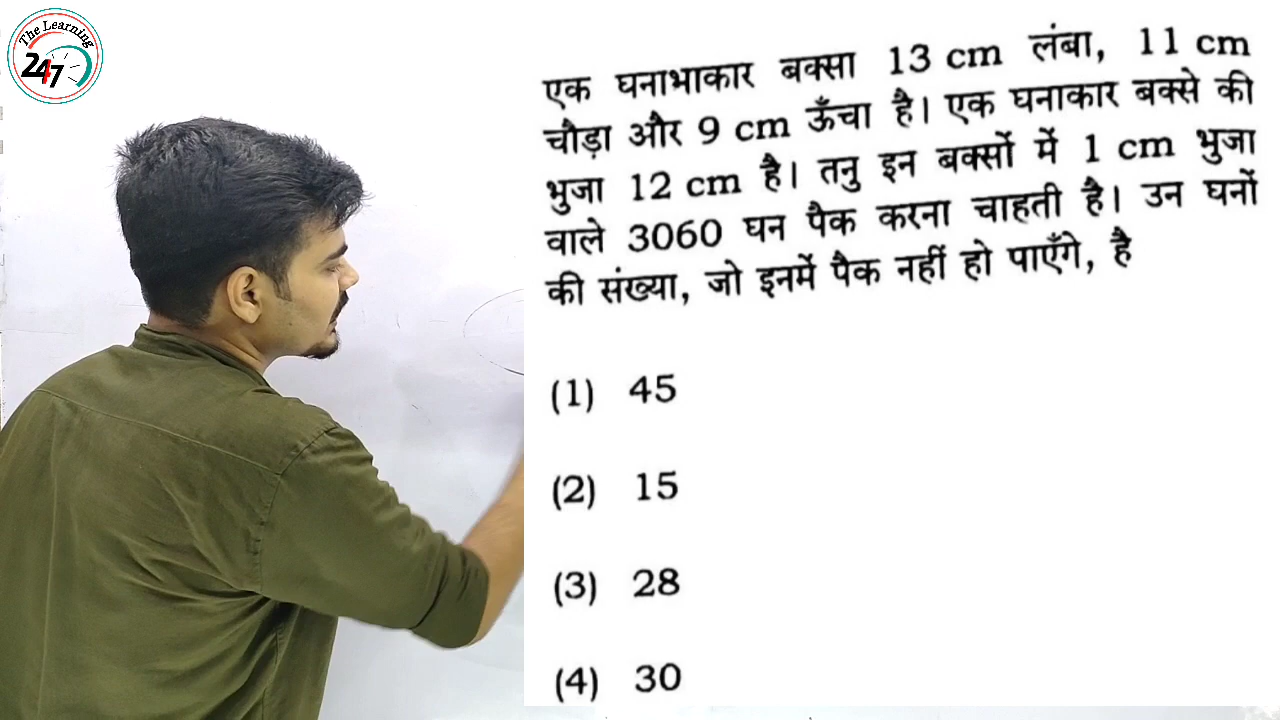 The Learning
247
एक घनाभाकार बक्सा 13 cm लंबा, 11 cm
चौड़ा और 9 cm ऊँचा है। एक घनाकार बक्से की
भुजा 12 cm है। तनु इन बक्सों में 1 cm भुजा
वाले 3060 घन पैक करना चाहती है। उन घनों
की संख्या, जो इनमें पैक नहीं हो पाएँगे, है
(1) 45
(2) 15
(3) 28
(4) 30